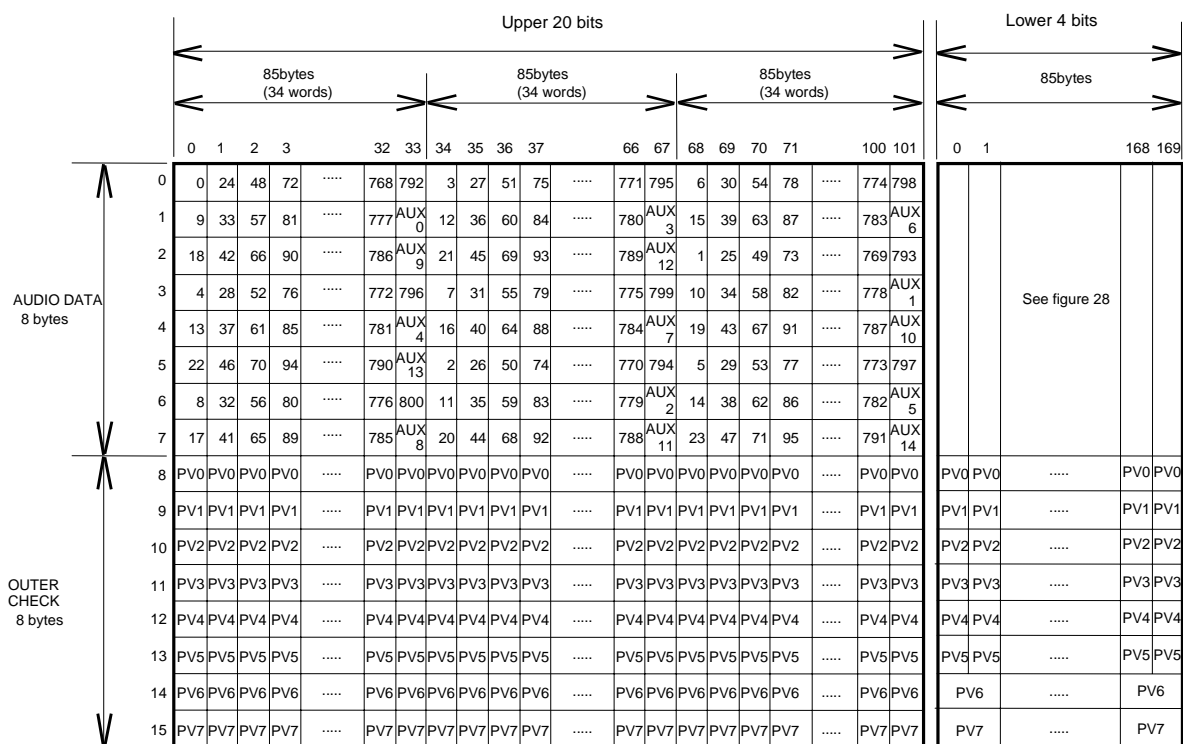 Upper 20 bits Lower 4 bits
85bytes 85bytes 85bytes 85bytes
(34 words) (34 words) (34 words)
0 1 2 3 32 33 34 35 36 37 66 67 68 69 70 71 100 101 0 1 168 169
0 0 24 48 72 ..... 768 792 3 27 51 75 ..... 771 795 6 30 54 78 ..... 774 798
1 9 33 57 81 ..... 777 AUX 0 12 36 60 84 ..... 780 AUX 3 15 39 63 87 ..... 783 AUX 6
2 18 42 66 90 ..... 786 AUX 9 21 45 69 93 ..... 789 AUX 12 1 25 49 73 ..... 769 793
AUDIO DATA
8 bytes
3 4 28 52 76 ..... 772 796 7 31 55 79 ..... 775 799 10 34 58 82 ..... 778 AUX 1
See figure 28
4 13 37 61 85 ..... 781 AUX 4 16 40 64 88 ..... 784 AUX 7 19 43 67 91 ..... 787 AUX 10
5 22 46 70 94 ..... 790 AUX 13 2 26 50 74 ..... 770 794 5 29 53 77 ..... 773 797
6 8 32 56 80 ..... 776 800 11 35 59 83 ..... 779 AUX 2 14 38 62 86 ..... 782 AUX 5
7 17 41 65 89 ..... 785 AUX 8 20 44 68 92 ..... 788 AUX 11 23 47 71 95 ..... 791 AUX 14
8 PV0 PV0 PV0 PV0 ..... PV0 PV0 PV0 PV0 PV0 PV0 ..... PV0 PV0 PV0 PV0 PV0 PV0 ..... PV0 PV0 PV0 PV0 ..... PV0 PV0
9 PV1 PV1 PV1 PV1 ..... PV1 PV1 PV1 PV1 PV1 PV1 ..... PV1 PV1 PV1 PV1 PV1 PV1 ..... PV1 PV1 PV1 PV1 ..... PV1 PV1
10 PV2 PV2 PV2 PV2 ..... PV2 PV2 PV2 PV2 PV2 PV2 ..... PV2 PV2 PV2 PV2 PV2 PV2 ..... PV2 PV2 PV2 PV2 ..... PV2 PV2
OUTER
CHECK
8 bytes
11 PV3 PV3 PV3 PV3 ..... PV3 PV3 PV3 PV3 PV3 PV3 ..... PV3 PV3 PV3 PV3 PV3 PV3 ..... PV3 PV3 PV3 PV3 ..... PV3 PV3
12 PV4 PV4 PV4 PV4 ..... PV4 PV4 PV4 PV4 PV4 PV4 ..... PV4 PV4 PV4 PV4 PV4 PV4 ..... PV4 PV4 PV4 PV4 ..... PV4 PV4
13 PV5 PV5 PV5 PV5 ..... PV5 PV5 PV5 PV5 PV5 PV5 ..... PV5 PV5 PV5 PV5 PV5 PV5 ..... PV5 PV5 PV5 PV5 ..... PV5 PV5
14 PV6 PV6 PV6 PV6 ..... PV6 PV6 PV6 PV6 PV6 PV6 ..... PV6 PV6 PV6 PV6 PV6 PV6 ..... PV6 PV6 PV6 ..... PV6
15 PV7 PV7 PV7 PV7 ..... PV7 PV7 PV7 PV7 PV7 PV7 ..... PV7 PV7 PV7 PV7 PV7 PV7 ..... PV7 PV7 PV7 ..... PV7